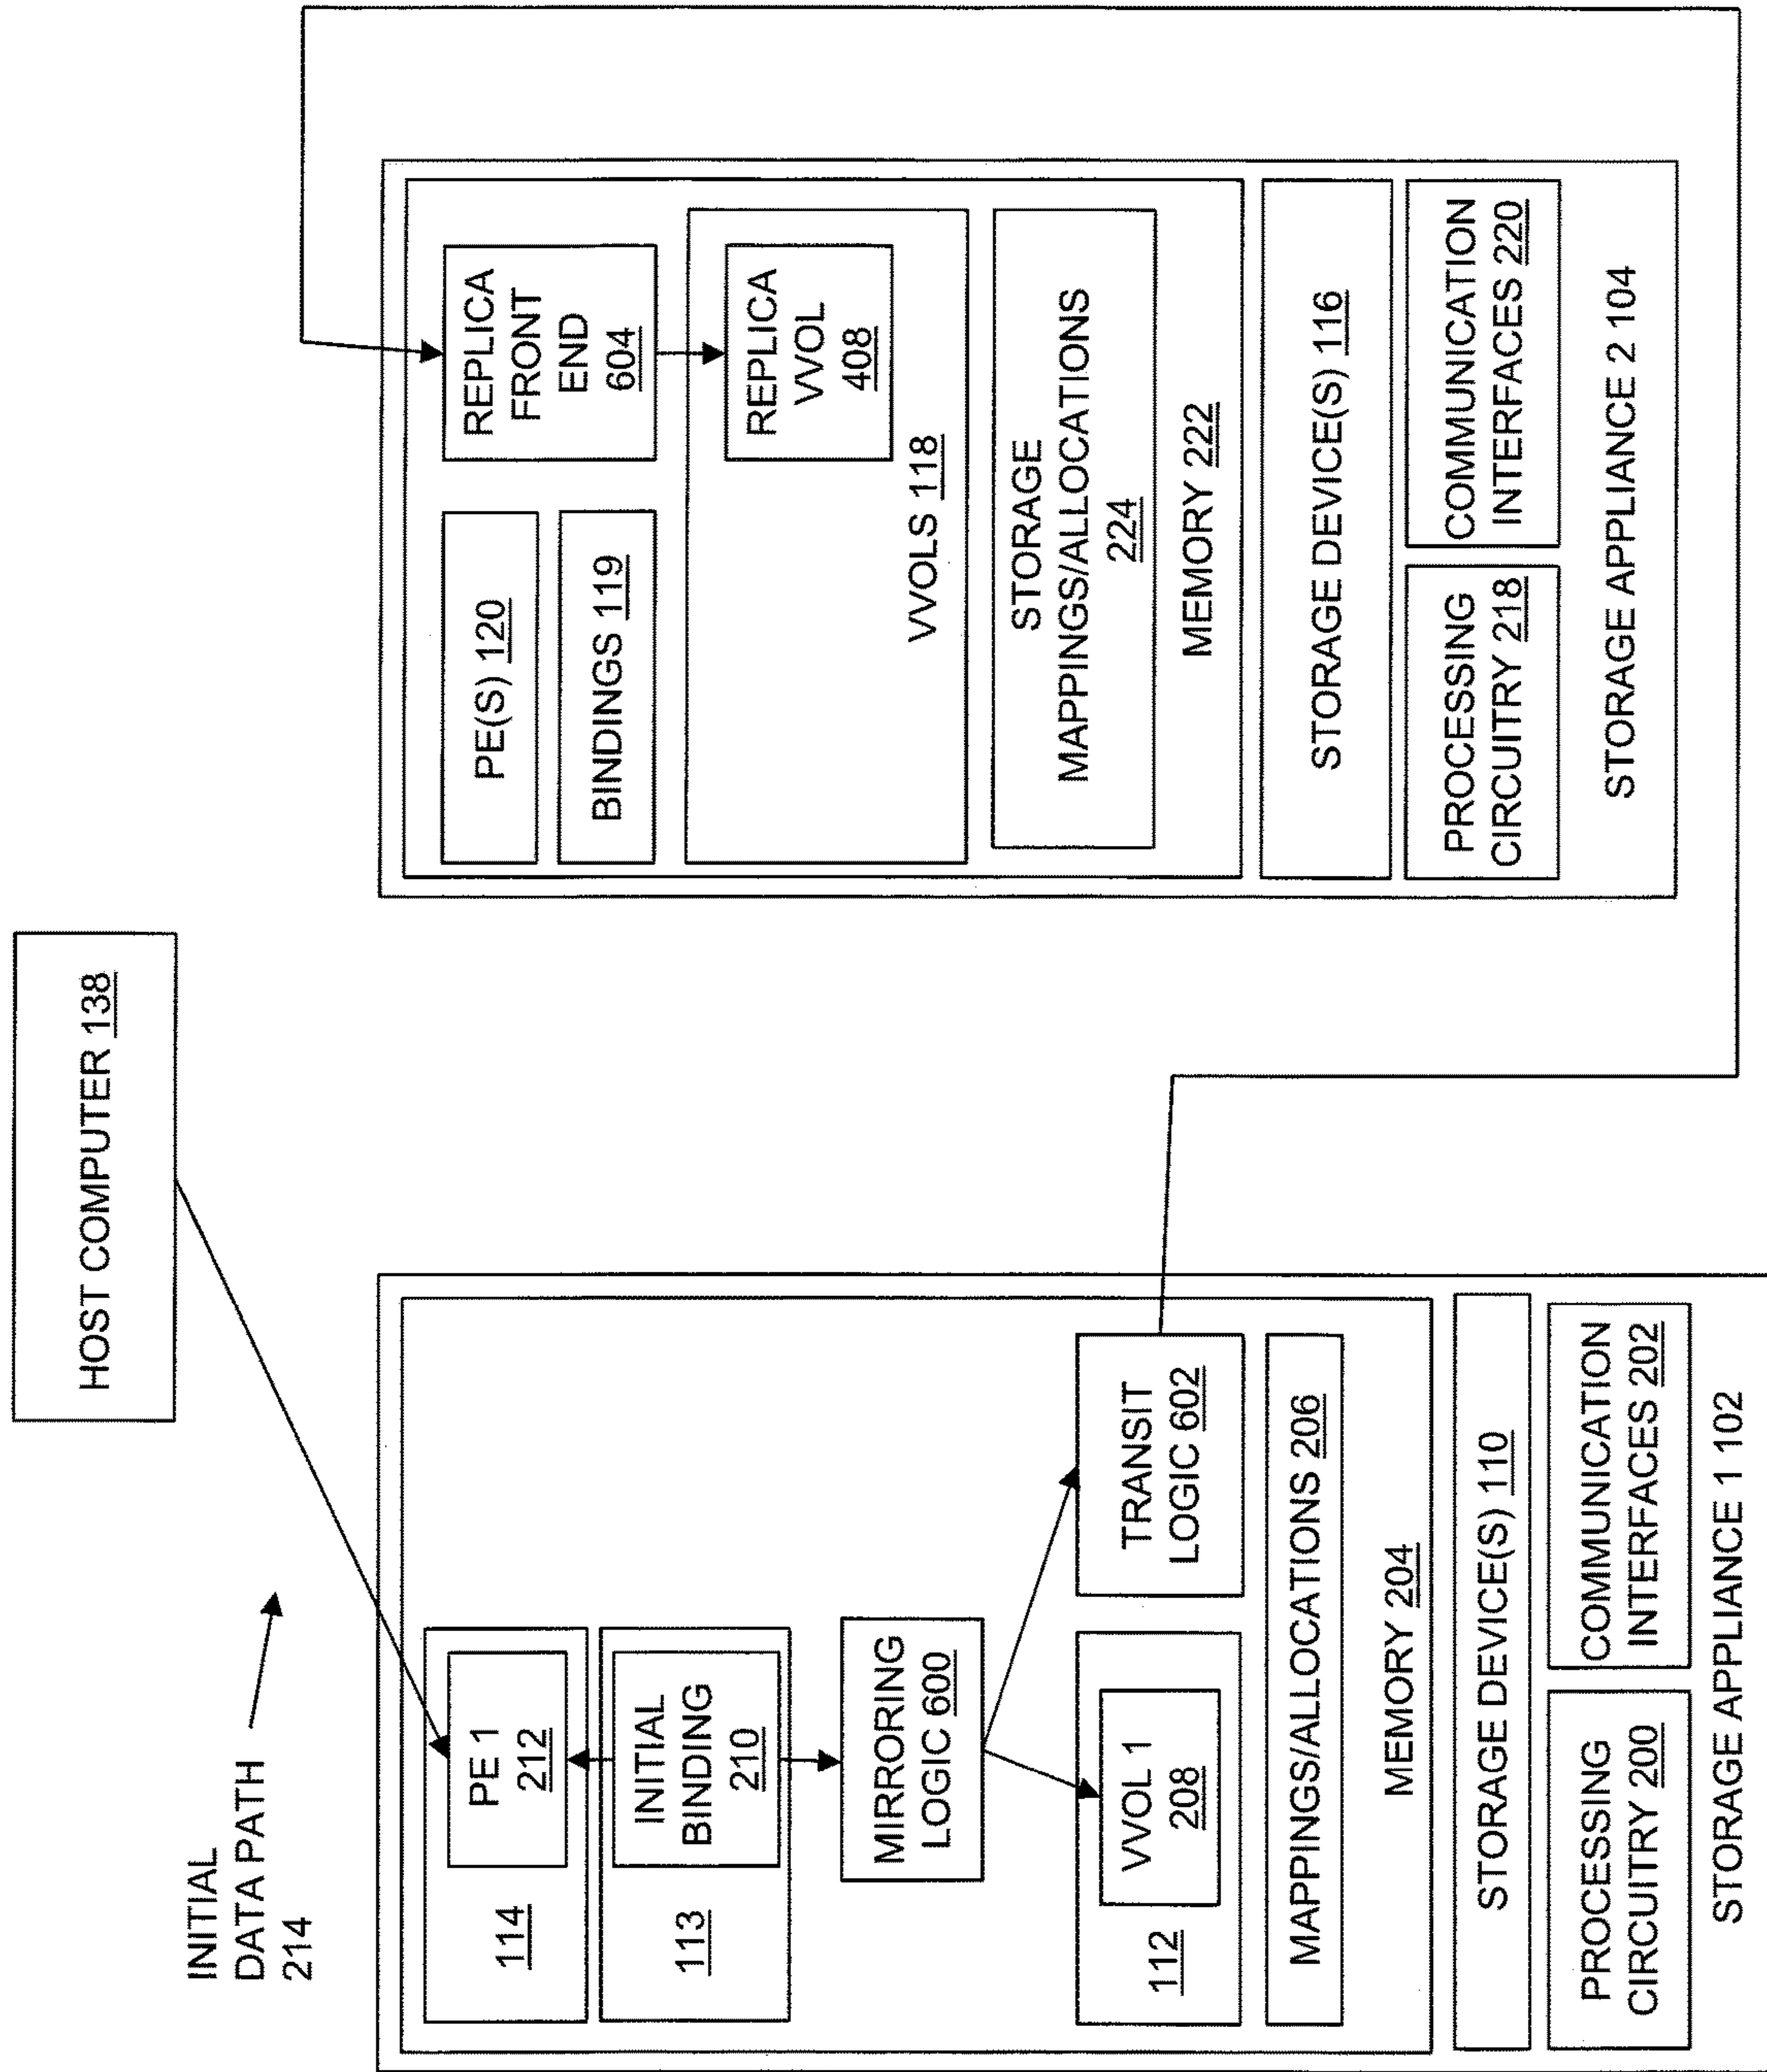 HOST COMPUTER 138
INITIAL
DATA PATH
214
114
PE 1
212
113
INITIAL
BINDING
210
MIRRORING
LOGIC 600
112
VVOL 1
208
TRANSIT
LOGIC 602
MAPPINGS/ALLOCATIONS 206
MEMORY 204
STORAGE DEVICE(S) 110
PROCESSING
CIRCUITRY 200
COMMUNICATION
INTERFACES 202
STORAGE APPLIANCE 1 102
PE(S) 120
BINDINGS 119
REPLICA
FRONT
END
604
REPLICA
VVOL
408
VVOLS 118
STORAGE
MAPPINGS/ALLOCATIONS
224
MEMORY 222
STORAGE DEVICE(S) 116
PROCESSING
CIRCUITRY 218
COMMUNICATION
INTERFACES 220
STORAGE APPLIANCE 2 104